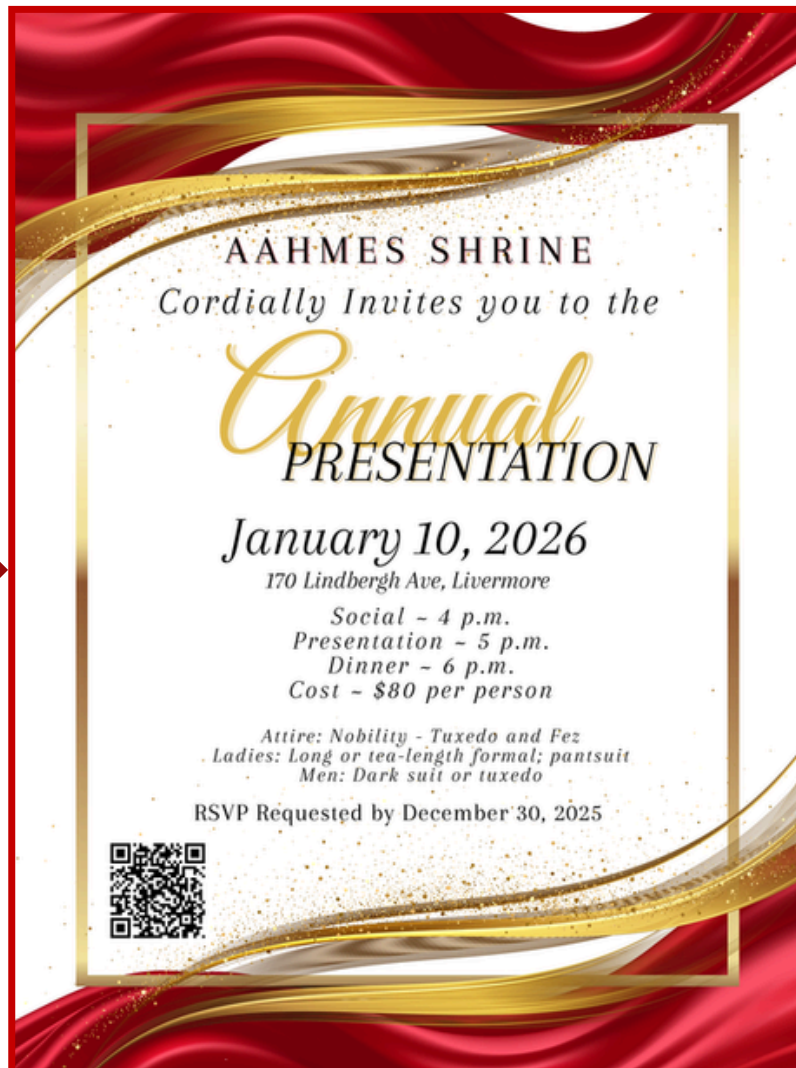 AAHMES SHRINE
Cordially Invites you to the
Annual
PRESENTATION
January 10, 2026
170 Lindbergh Ave, Livermore
Social ~ 4 p.m.
Presentation ~ 5 p.m.
Dinner ~ 6 p.m.
Cost ~ $80 per person
Attire: Nobility - Tuxedo and Fez
Ladies: Long or tea-length formal; pantsuit
Men: Dark suit or tuxedo
RSVP Requested by December 30, 2025